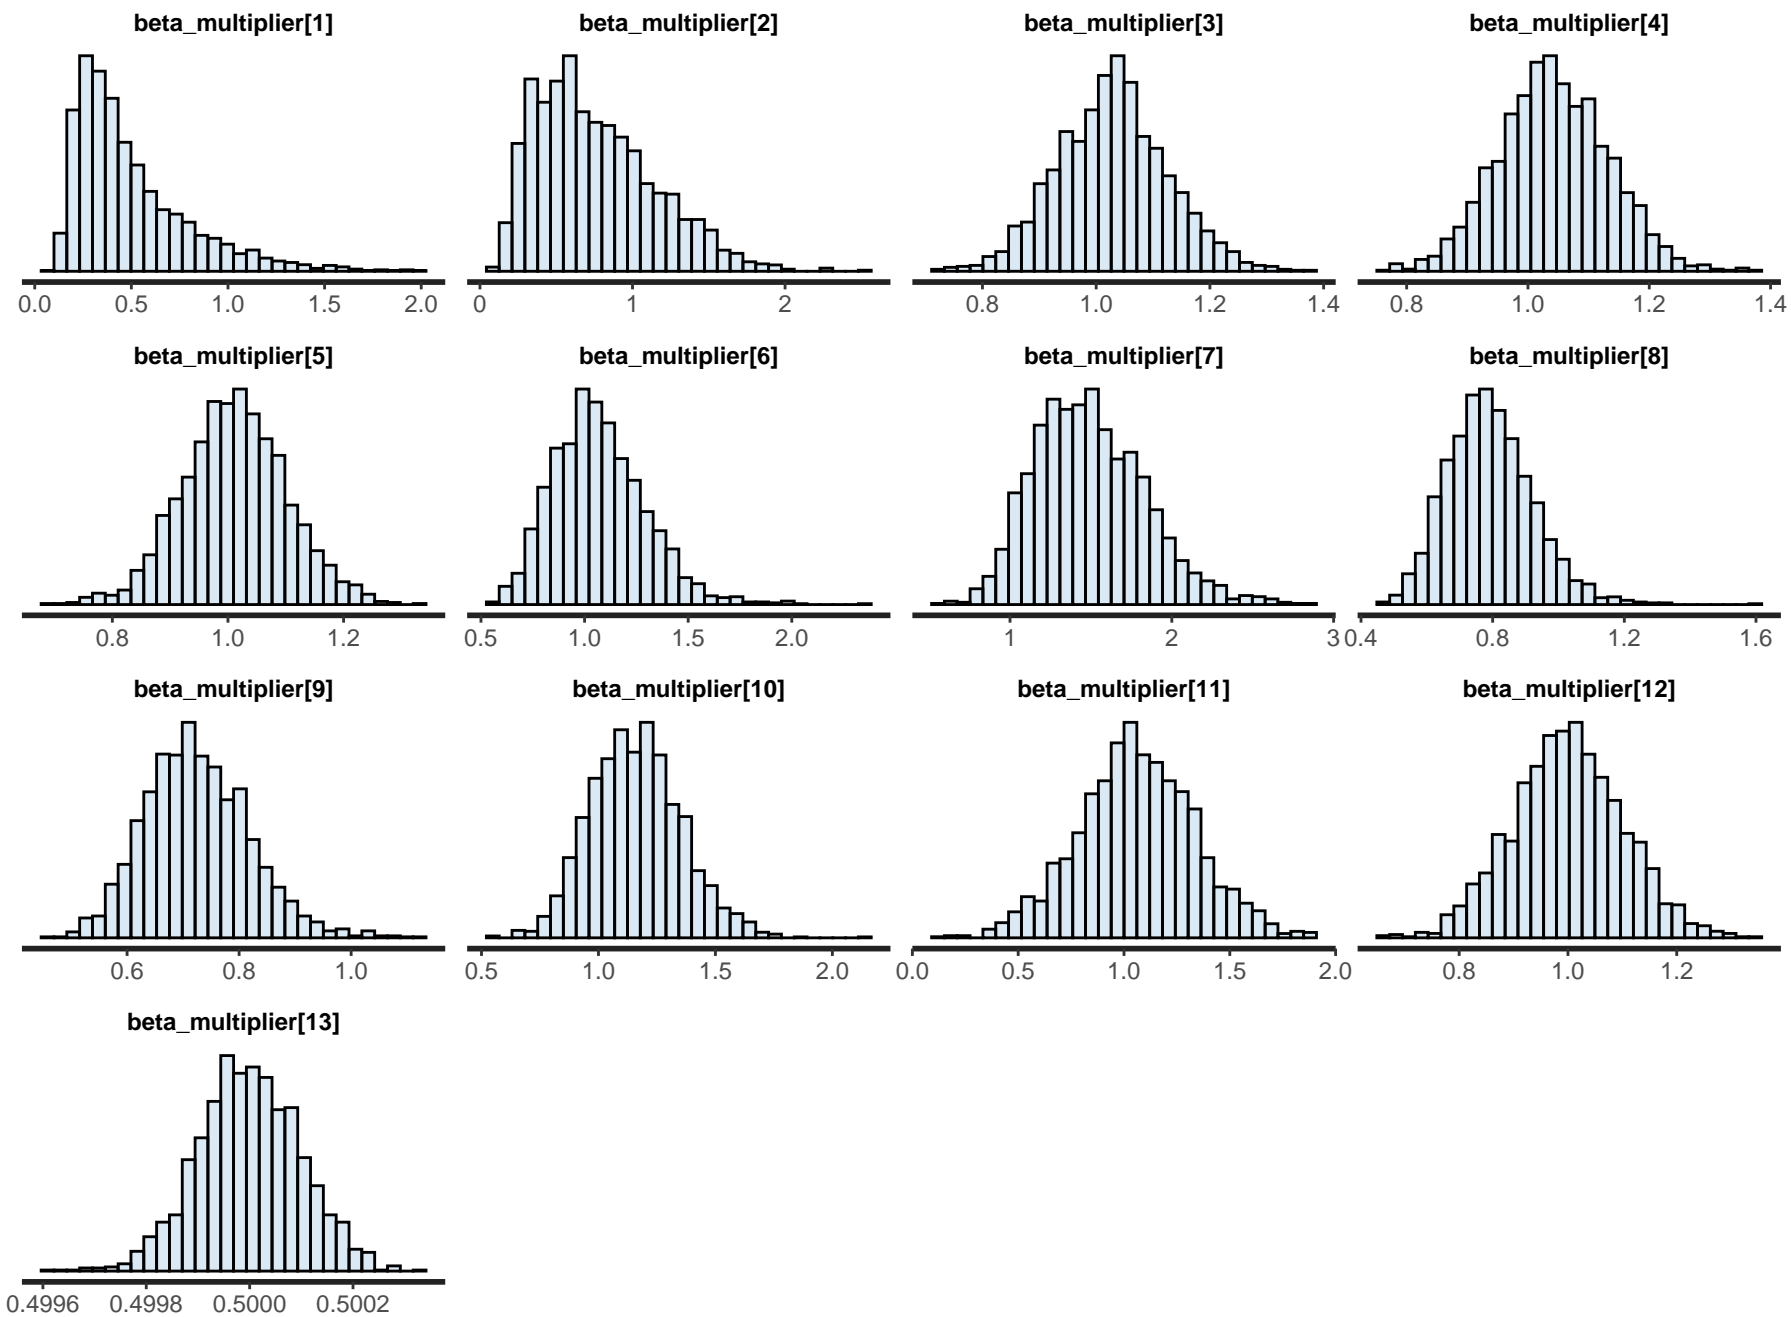 beta_multiplier[1] beta_multiplier[2] beta_multiplier[3] beta_multiplier[4]
0.0 0.5 1.0 1.5 2.0 0 1 2 0.8 1.0 1.2 1.4 0.8 1.0 1.2 1.4
beta_multiplier[5] beta_multiplier[6] beta_multiplier[7] beta_multiplier[8]
0.8 1.0 1.2 0.5 1.0 1.5 2.0 1 2 3 0.4 0.8 1.2 1.6
beta_multiplier[9] beta_multiplier[10] beta_multiplier[11] beta_multiplier[12]
0.6 0.8 1.0 0.5 1.0 1.5 2.0 0.0 0.5 1.0 1.5 2.0 0.8 1.0 1.2
beta_multiplier[13]
0.4996 0.4998 0.5000 0.5002